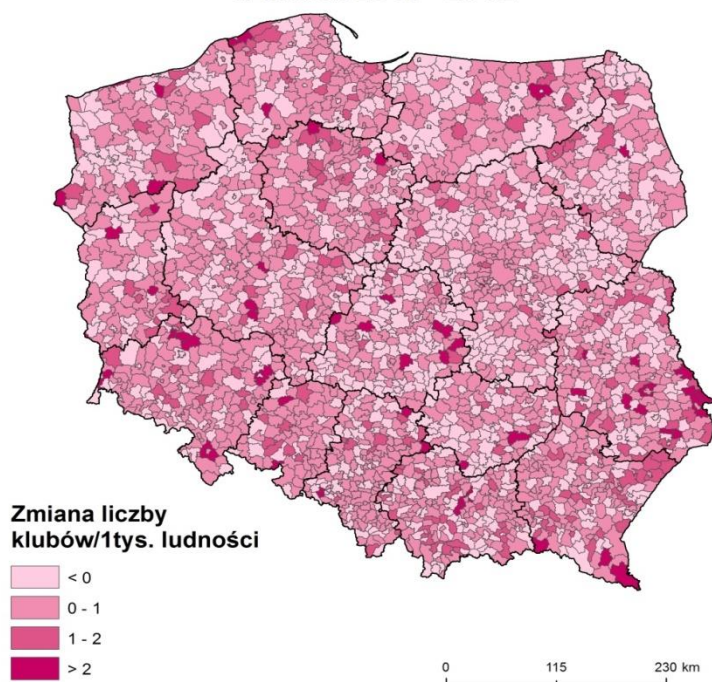 Zmiana liczby
klubów/1tys. ludności
< 0
0 - 1
1 - 2
> 2
0 115 230 km